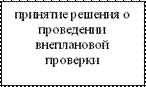 принятие решения о
проведении
внеплановой
проверки